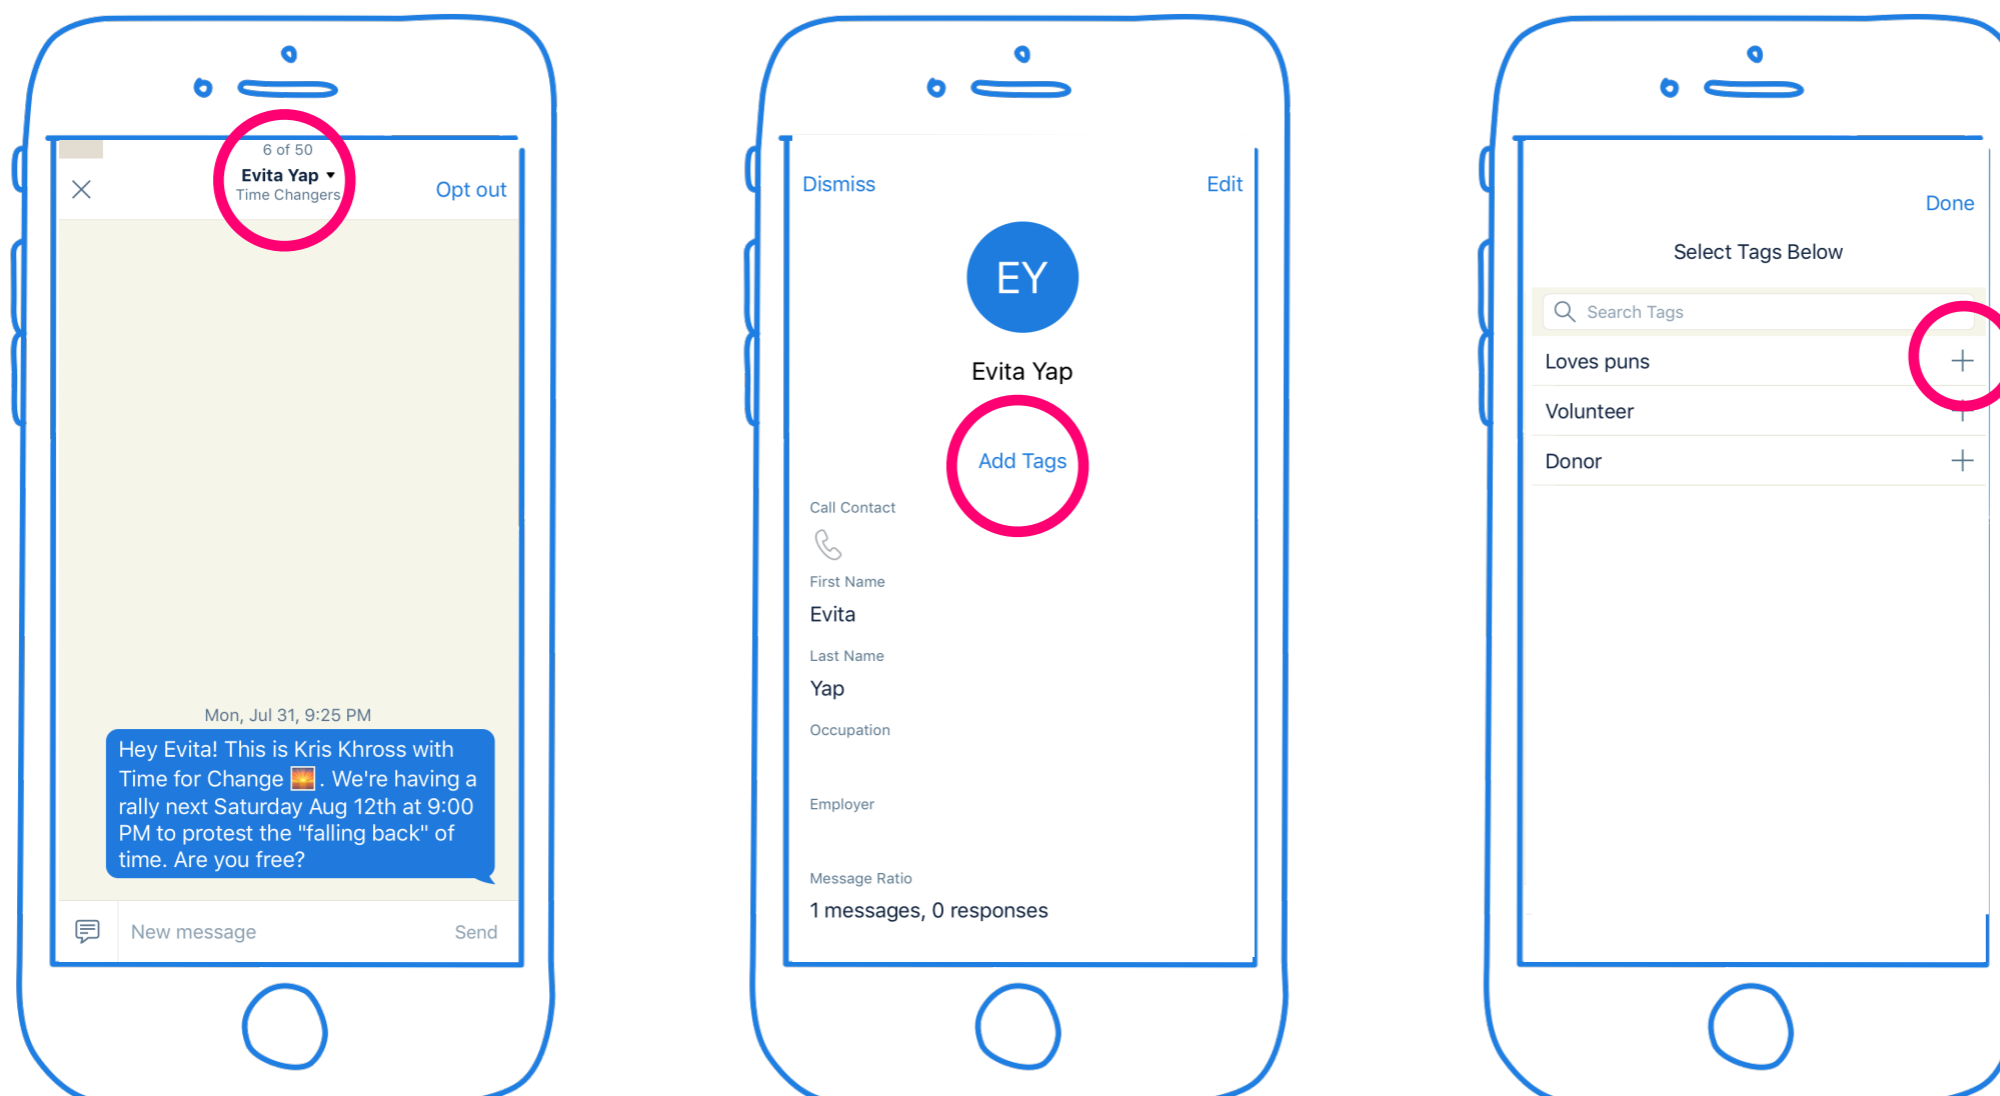 6 of 50
Evita Yap
Time Changers
Opt out
Mon, Jul 31, 9:25 PM
Hey Evita! This is Kris Khross with
Time for Change 🌅. We're having a
rally next Saturday Aug 12th at 9:00
PM to protest the "falling back" of
time. Are you free?
New message
Send
Dismiss
Edit
EY
Evita Yap
Add Tags
Call Contact
First Name
Evita
Last Name
Yap
Occupation
Employer
Message Ratio
1 messages, 0 responses
Done
Select Tags Below
Search Tags
Loves puns
Volunteer
Donor